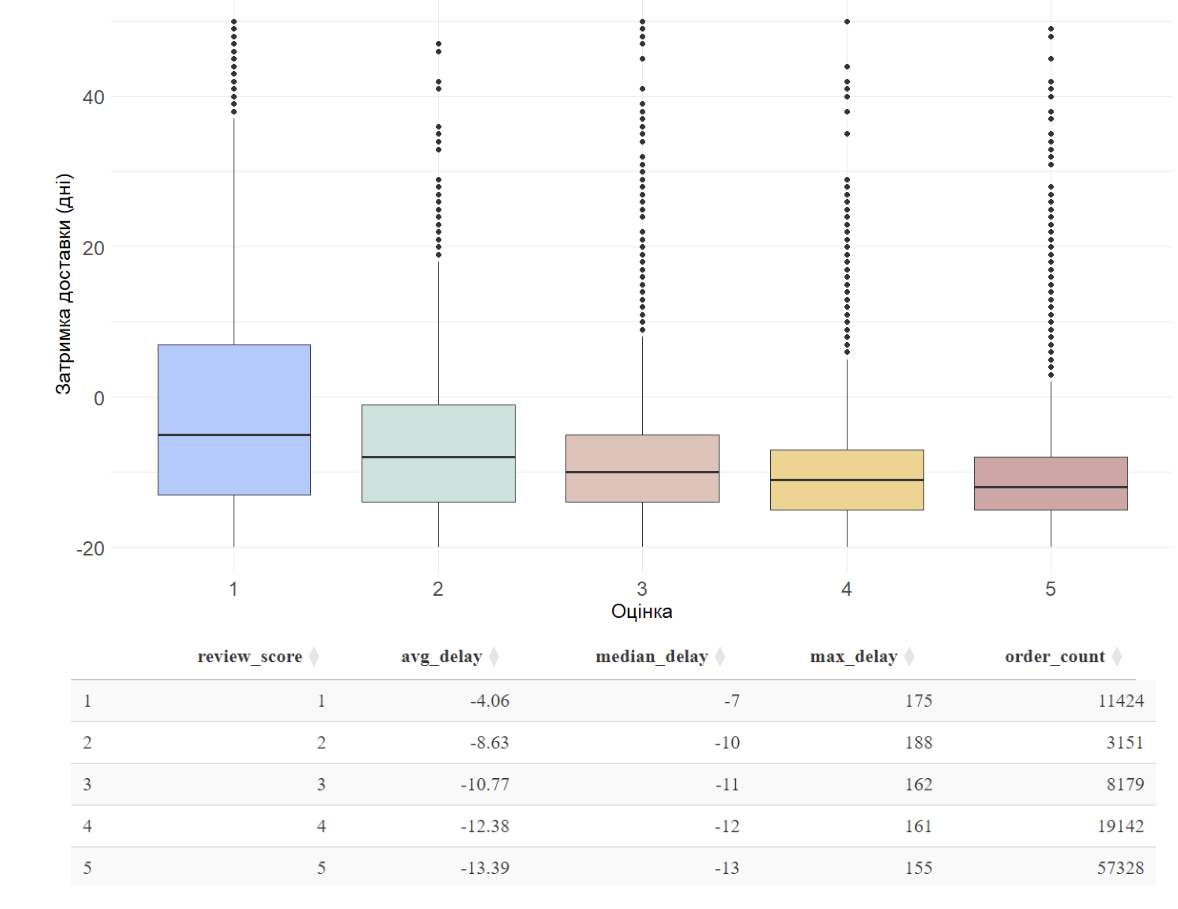 40
20
0
-20
Затримка доставки (дні)
1 2 3 4 5
Оцінка
review_score avg_delay median_delay max_delay order_count
1 1 -4.06 -7 175 11424
2 2 -8.63 -10 188 3151
3 3 -10.77 -11 162 8179
4 4 -12.38 -12 161 19142
5 5 -13.39 -13 155 57328